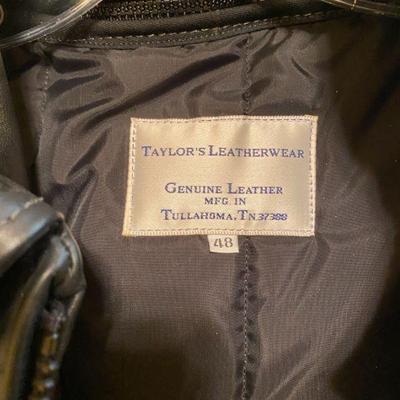 TAYLOR'S LEATHERWEAR
GENUINE LEATHER
MFG. IN
TULLAHOMA, TN 37388
48